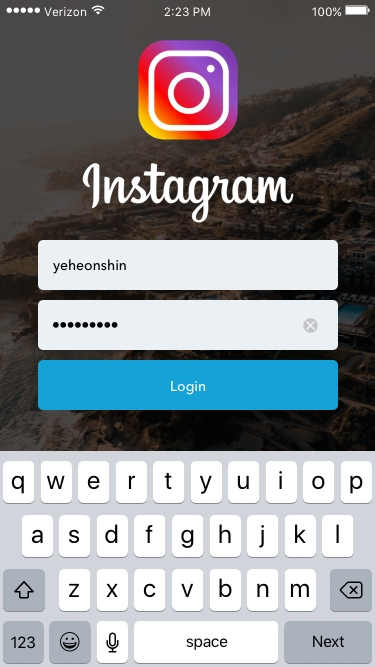 Verizon 2:23 PM 100%
Instagram
yeheonshin
•••••••••
Login
q w e r t y u i o p
a s d f g h j k l
z x c v b n m
123 space Next